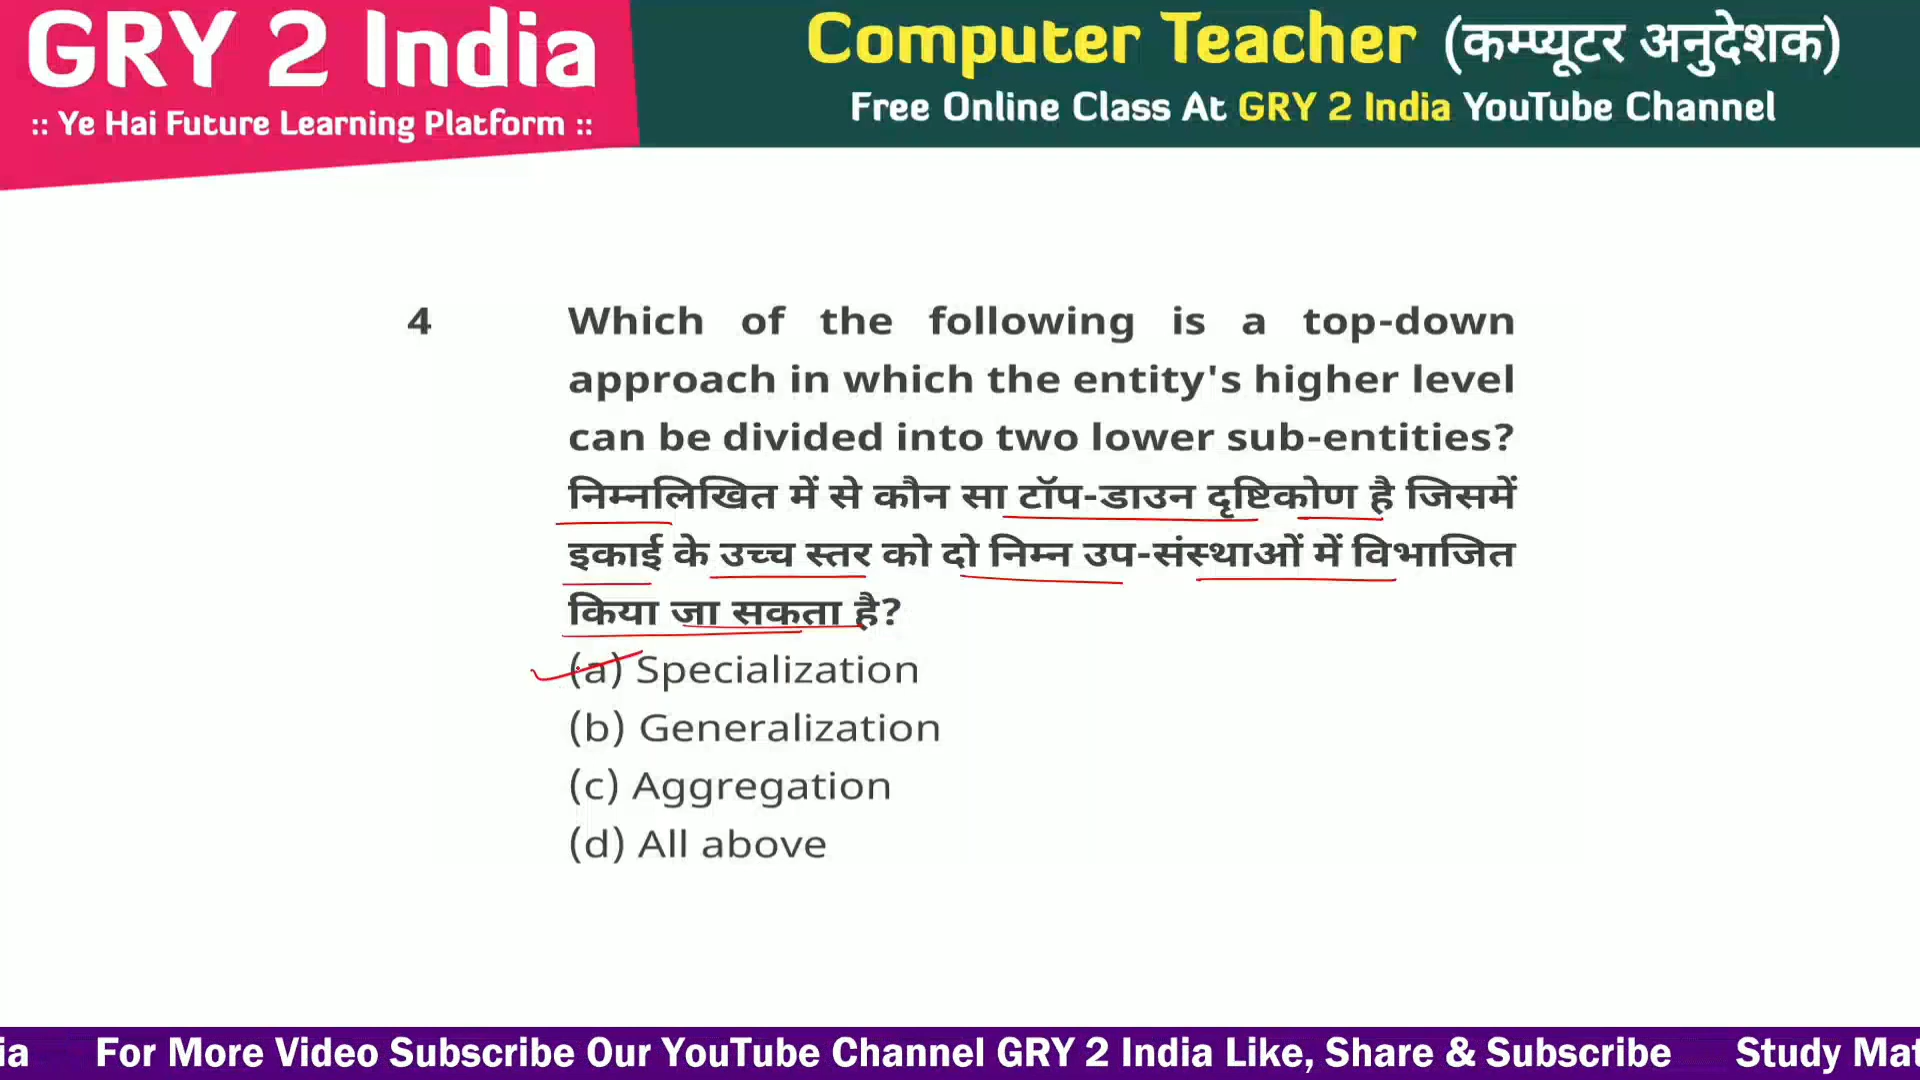 GRY 2 India
:: Ye Hai Future Learning Platform ::
Computer Teacher (कम्प्यूटर अनुदेशक)
Free Online Class At GRY 2 India YouTube Channel
4 Which of the following is a top-down
approach in which the entity's higher level
can be divided into two lower sub-entities?
निम्नलिखित में से कौन सा टॉप-डाउन दृष्टिकोण है जिसमें
इकाई के उच्च स्तर को दो निम्न उप-संस्थाओं में विभाजित
किया जा सकता है?
(a) Specialization
(b) Generalization
(c) Aggregation
(d) All above
ia For More Video Subscribe Our YouTube Channel GRY 2 India Like, Share & Subscribe Study Mat